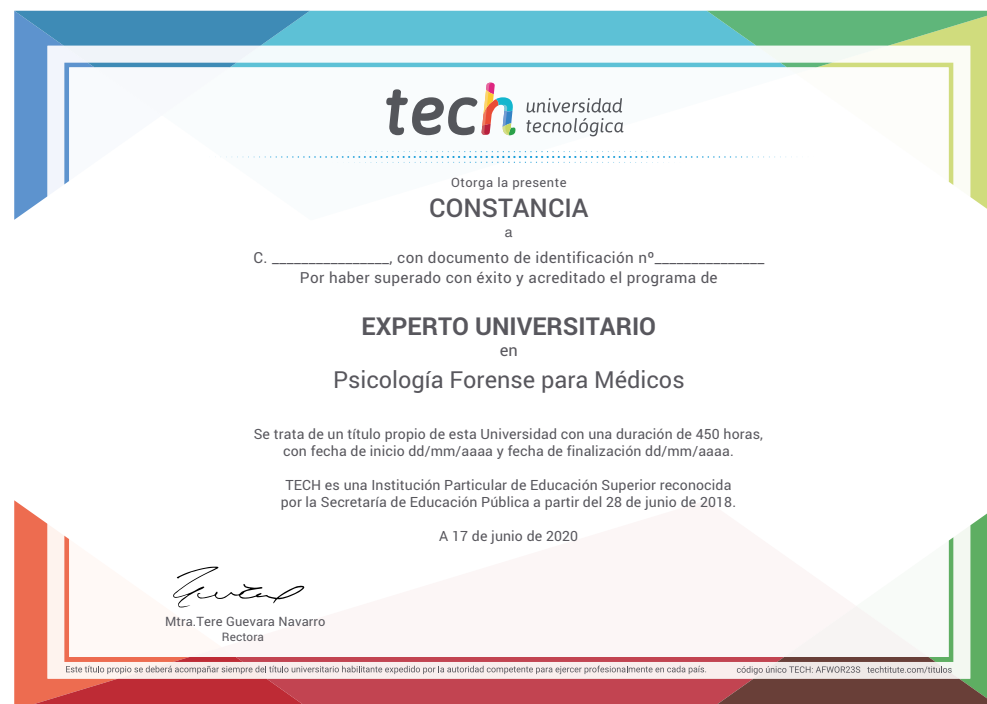 tech universidad
tecnológica
Otorga la presente
CONSTANCIA
a
C. ________________, con documento de identificación nº_______________
Por haber superado con éxito y acreditado el programa de
EXPERTO UNIVERSITARIO
en
Psicología Forense para Médicos
Se trata de un título propio de esta Universidad con una duración de 450 horas,
con fecha de inicio dd/mm/aaaa y fecha de finalización dd/mm/aaaa.
TECH es una Institución Particular de Educación Superior reconocida
por la Secretaría de Educación Pública a partir del 28 de junio de 2018.
A 17 de junio de 2020
Mtra.Tere Guevara Navarro
Rectora
Este título propio se deberá acompañar siempre del título universitario habilitante expedido por la autoridad competente para ejercer profesionalmente en cada país. código único TECH: AFWOR23S techtitute.com/titulos